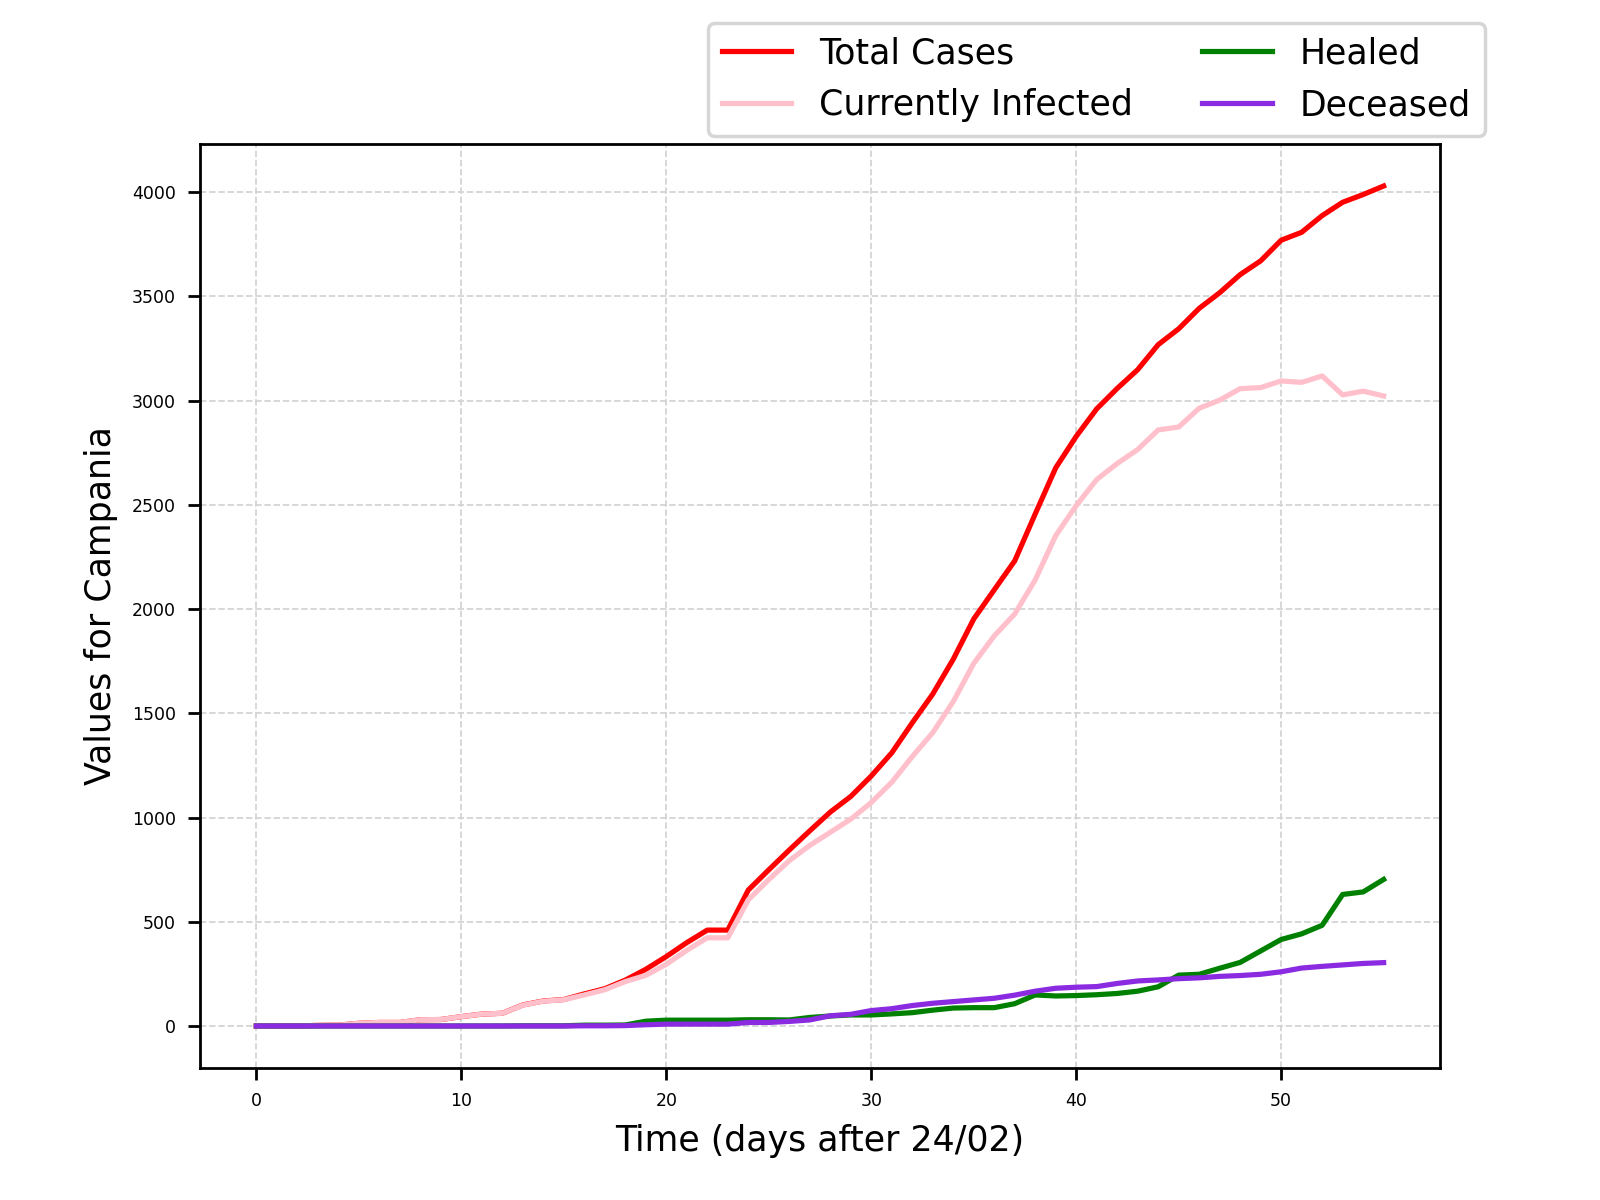 Total Cases
Currently Infected
Healed
Deceased
4000
3500
3000
2500
2000
1500
1000
500
0
Values for Campania
0 10 20 30 40 50
Time (days after 24/02)